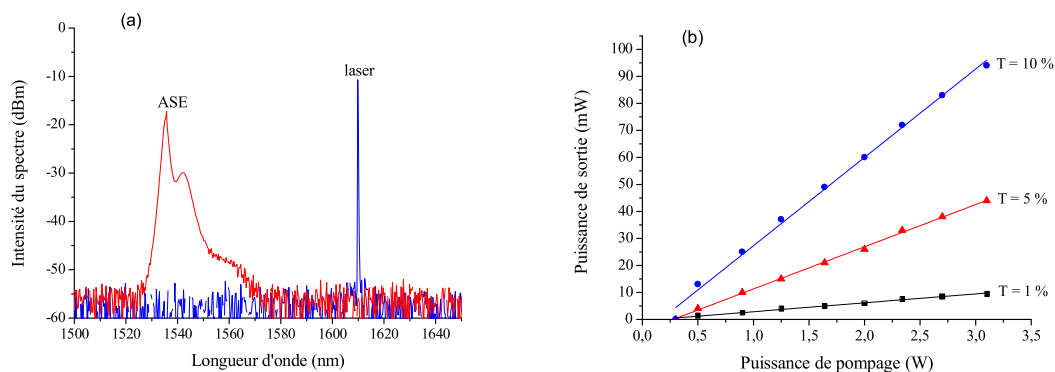 (a)
0
-10
-20
-30
-40
-50
-60
Intensité du spectre (dBm)
ASE
laser
1500 1520 1540 1560 1580 1600 1620 1640
Longueur d'onde (nm)
(b)
100
90
80
70
60
50
40
30
20
10
0
Puissance de sortie (mW)
T = 10 %
T = 5 %
T = 1 %
0,0 0,5 1,0 1,5 2,0 2,5 3,0 3,5
Puissance de pompage (W)